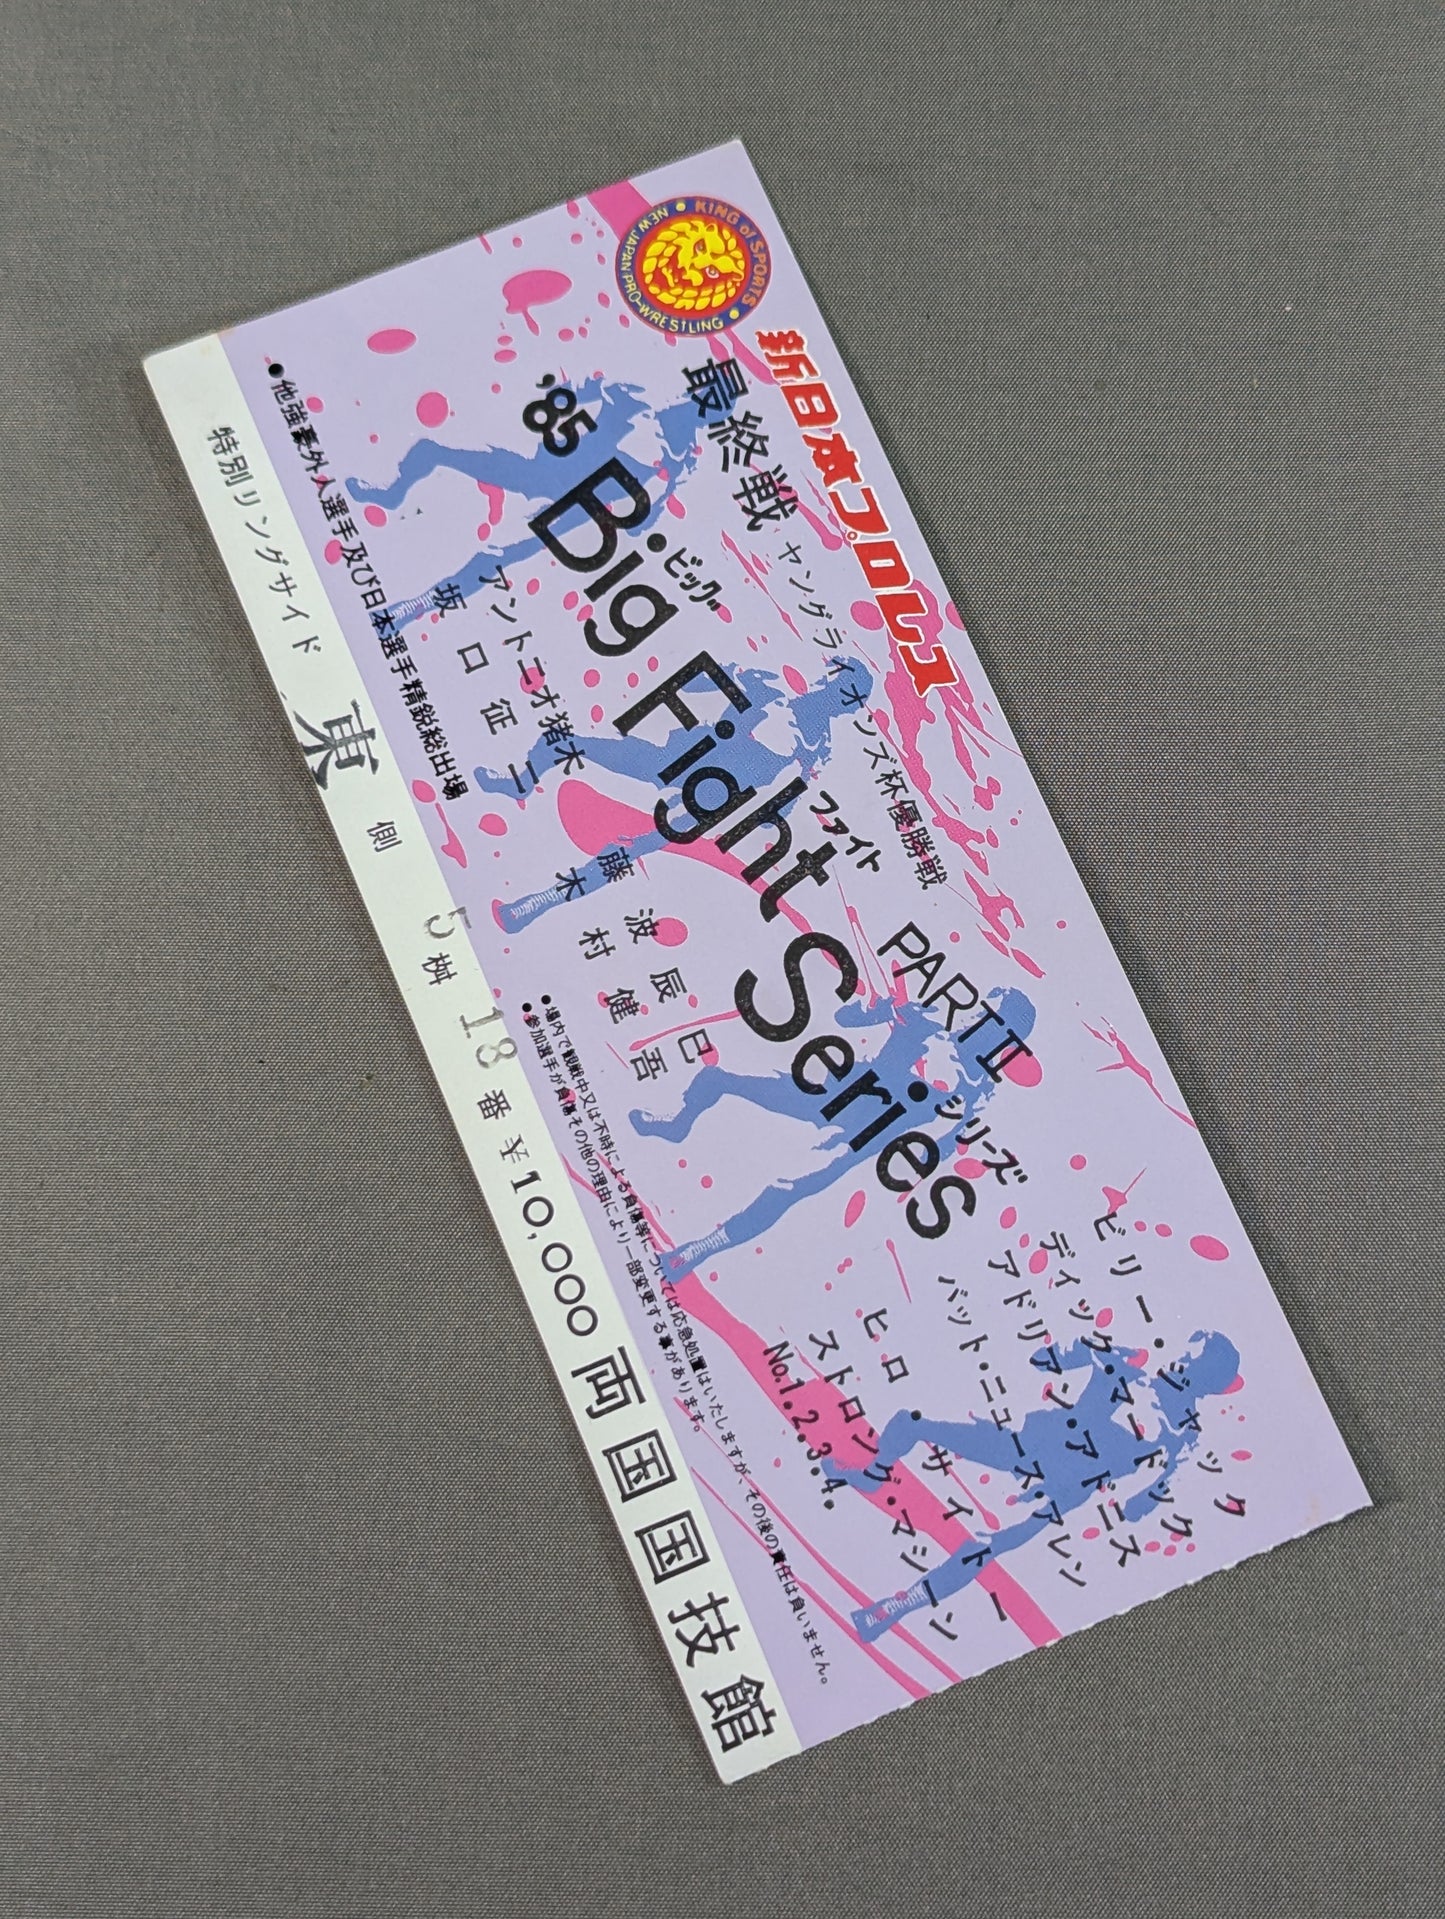 KING of SPORTS
NEW JAPAN PRO-WRESTLING
新日本プロレス
最終戦 ヤングライオンズ杯優勝戦
PART II
'85 Big Fight Series
ビッグ ファイト シリーズ
アントニオ猪木
坂口征二
藤波辰巳
木村健吾
ビリー・ジャック
ディック・マードック
アドリアン・アドニス
バット・ニュース・アレン
ヒロ・サイトー
ストロング・マシーン
No.1.2.3.4.
●他強豪外人選手及び日本選手精鋭総出場
●場内で観戦中又は不時による負傷等については応急処置はいたしますが、その後の責任は負いません。
●参加選手が負傷その他の理由により一部変更する事があります。
特別リングサイド 東側 5桝 18番 ¥10,000 両国国技館